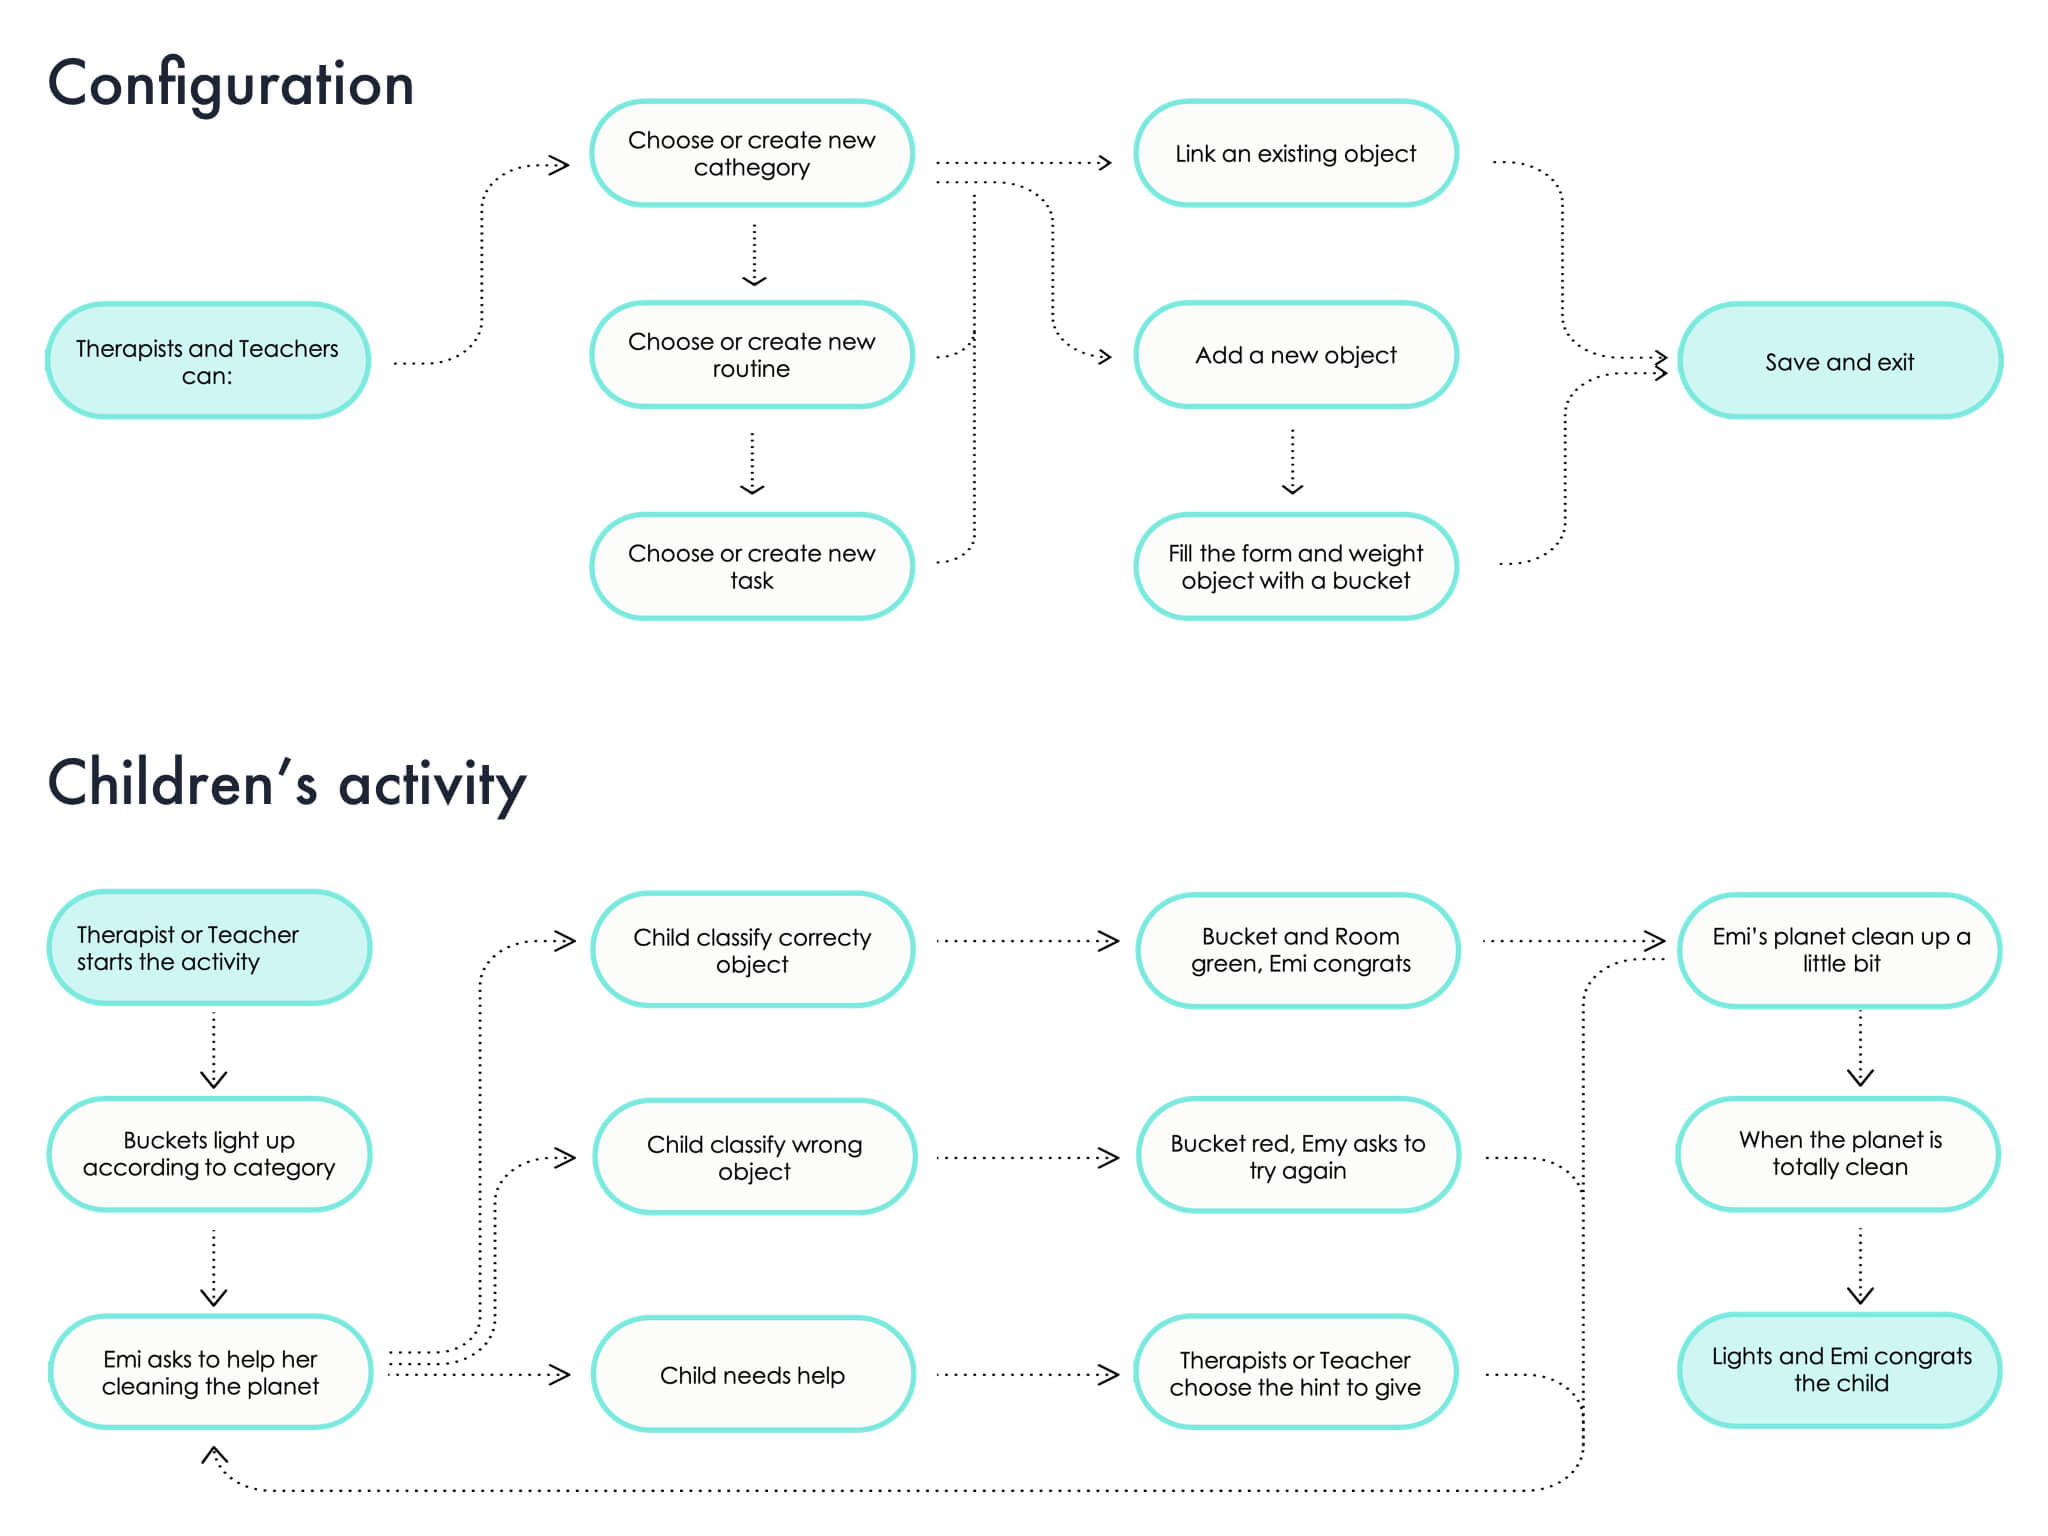 Configuration
Choose or create new
cathegory
Link an existing object
Therapists and Teachers
can:
Choose or create new
routine
Add a new object
Save and exit
Choose or create new
task
Fill the form and weight
object with a bucket
Children's activity
Therapist or Teacher
starts the activity
Child classify correcty
object
Bucket and Room
green, Emi congrats
Emi's planet clean up a
little bit
Buckets light up
according to category
Child classify wrong
object
Bucket red, Emy asks to
try again
When the planet is
totally clean
Emi asks to help her
cleaning the planet
Child needs help
Therapists or Teacher
choose the hint to give
Lights and Emi congrats
the child